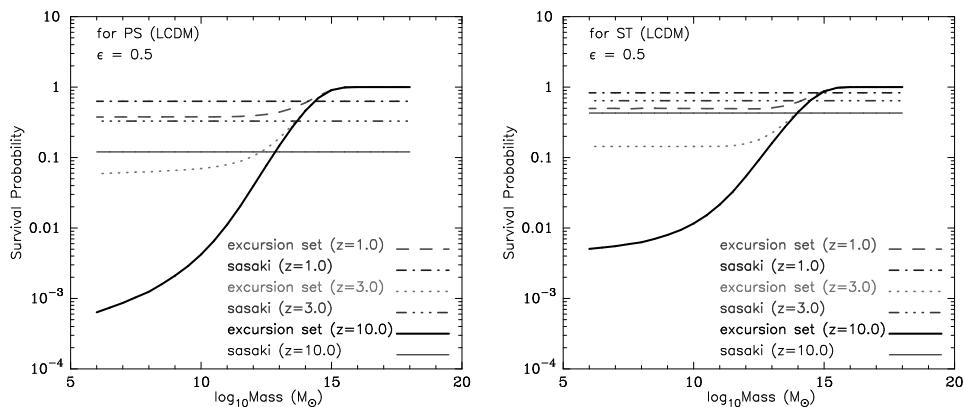 for PS (LCDM)
ϵ = 0.5
10
1
0.1
0.01
10⁻³
10⁻⁴
Survival Probability
excursion set (z=1.0)
sasaki (z=1.0)
excursion set (z=3.0)
sasaki (z=3.0)
excursion set (z=10.0)
sasaki (z=10.0)
5 10 15 20
log₁₀Mass (M⊙)
for ST (LCDM)
ϵ = 0.5
10
1
0.1
0.01
10⁻³
10⁻⁴
Survival Probability
excursion set (z=1.0)
sasaki (z=1.0)
excursion set (z=3.0)
sasaki (z=3.0)
excursion set (z=10.0)
sasaki (z=10.0)
5 10 15 20
log₁₀Mass (M⊙)